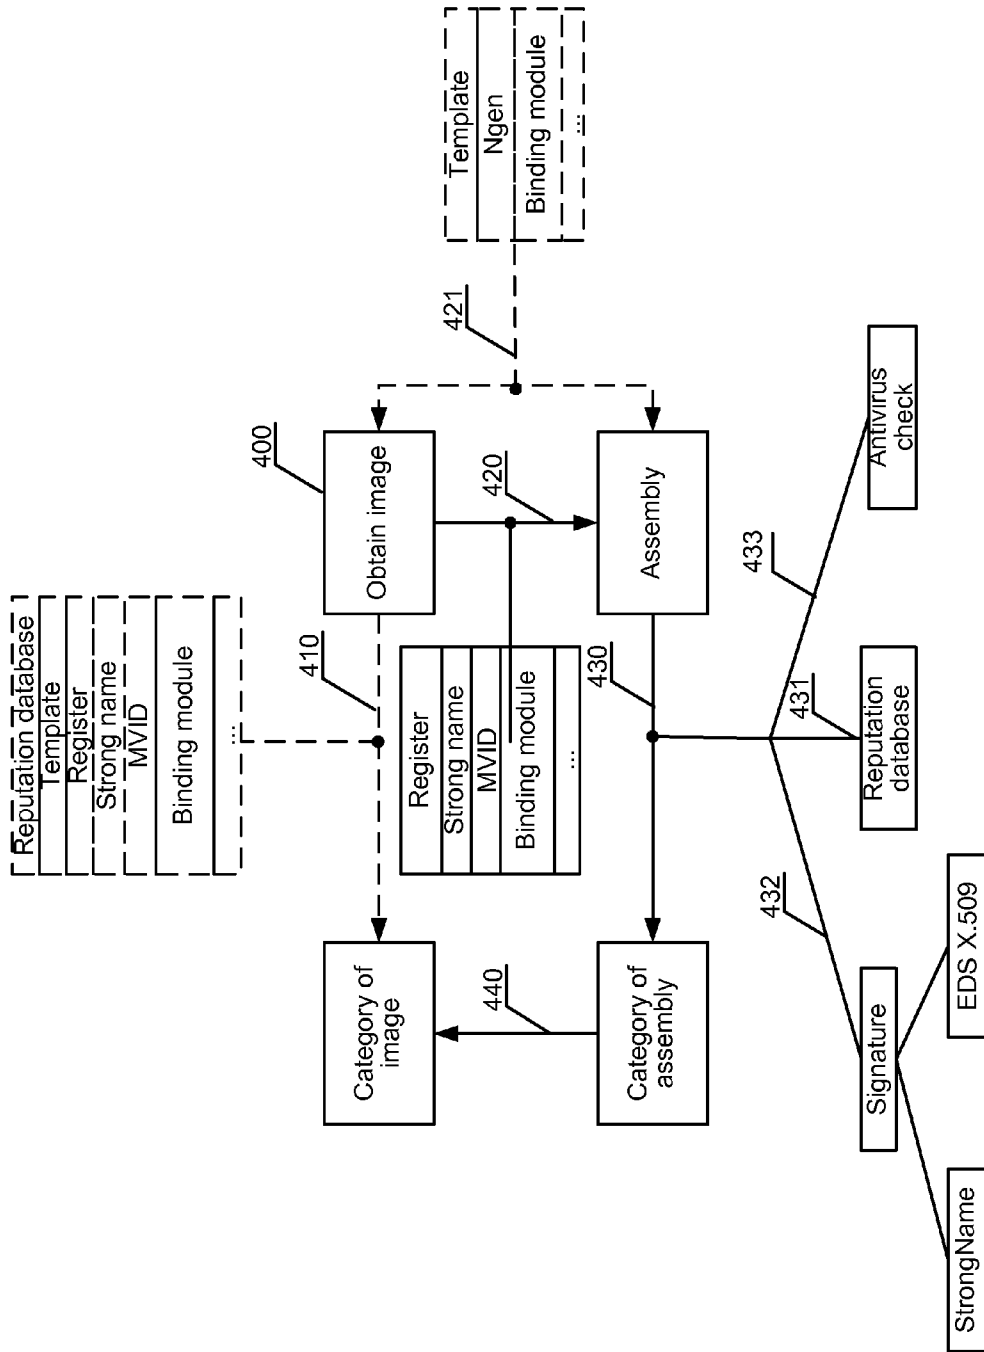 Reputation database
Template
Register
Strong name
MVID
Binding module
...
Template
Ngen
Binding module
...
421
400
Obtain image
410
420
Register
Strong name
MVID
Binding module
...
Category of
image
440
Assembly
430
Category of
assembly
433
431
432
Antivirus
check
Reputation
database
Signature
EDS X.509
StrongName